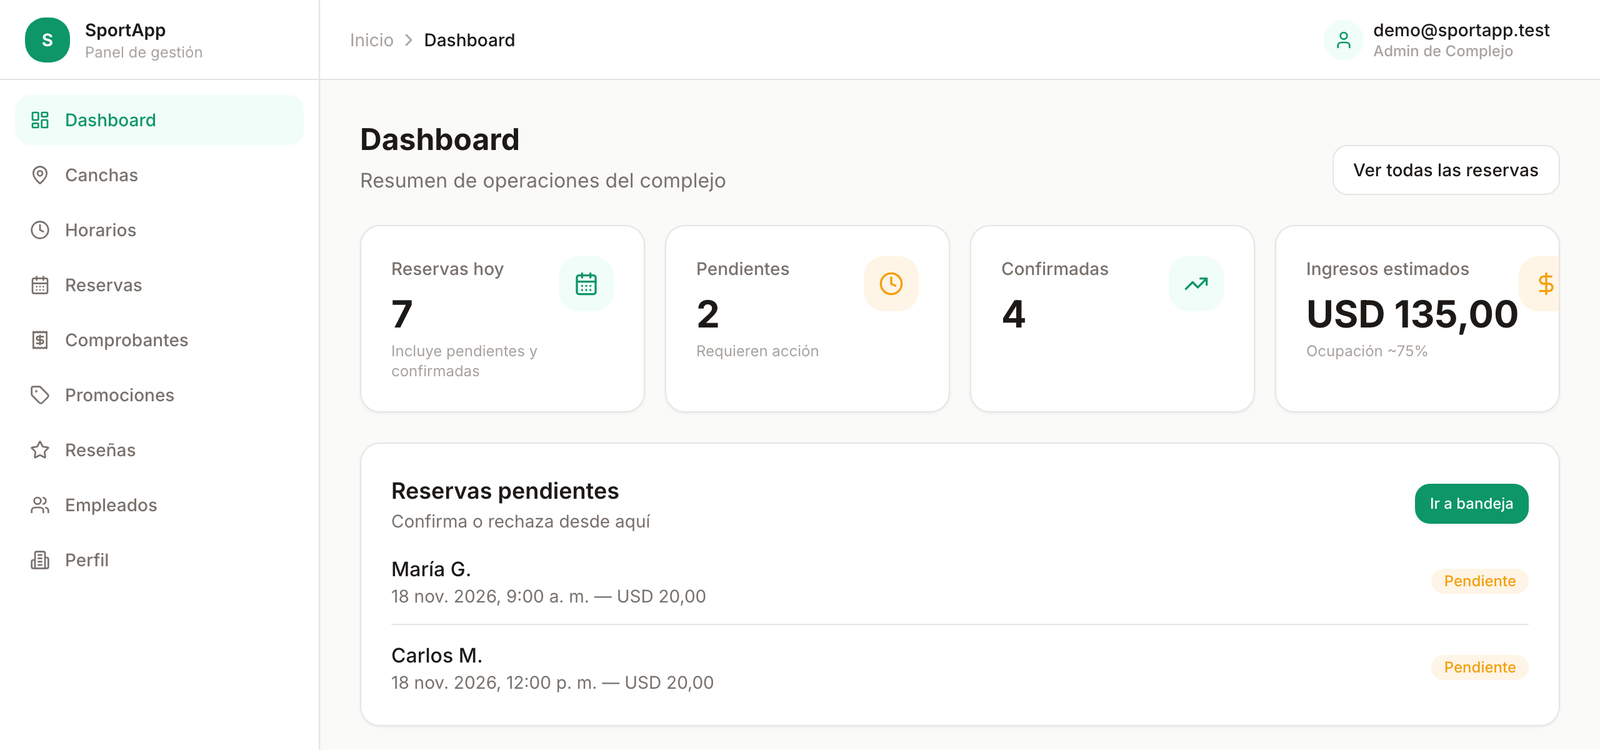 S
SportApp
Panel de gestión
Inicio > Dashboard
demo@sportapp.test
Admin de Complejo
Dashboard
Canchas
Horarios
Reservas
Comprobantes
Promociones
Reseñas
Empleados
Perfil
Dashboard
Resumen de operaciones del complejo
Ver todas las reservas
Reservas hoy
7
Incluye pendientes y
confirmadas
Pendientes
2
Requieren acción
Confirmadas
4
Ingresos estimados
USD 135,00
Ocupación ~75%
$
Reservas pendientes
Confirma o rechaza desde aquí
Ir a bandeja
María G.
18 nov. 2026, 9:00 a. m. — USD 20,00
Pendiente
Carlos M.
18 nov. 2026, 12:00 p. m. — USD 20,00
Pendiente